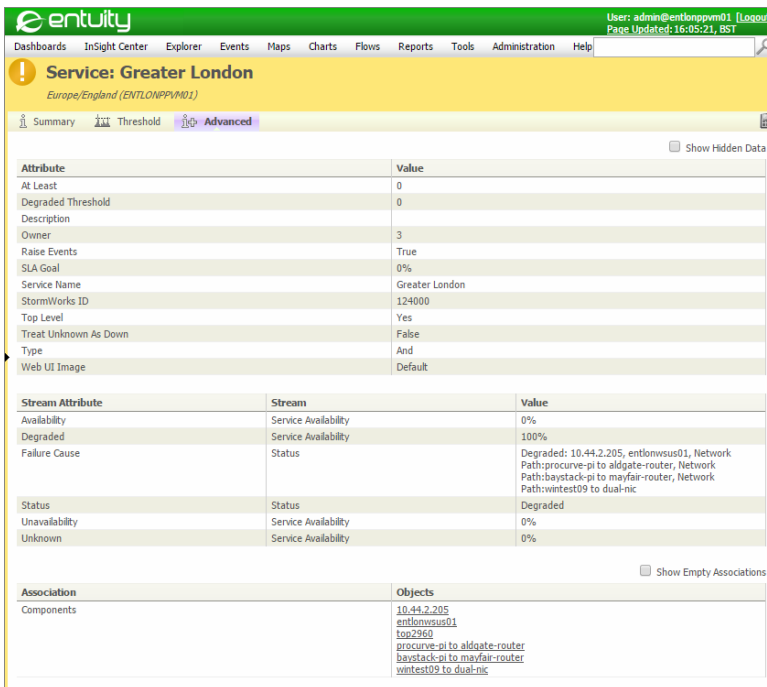 entuity
User: admin@entlonppvm01 [Logou
Page Updated: 16:05:21, BST
Dashboards InSight Center Explorer Events Maps Charts Flows Reports Tools Administration Help
Service: Greater London
Europe/England (ENTLONPPVM01)
Summary Threshold Advanced
Show Hidden Data
Attribute Value
At Least 0
Degraded Threshold 0
Description
Owner 3
Raise Events True
SLA Goal 0%
Service Name Greater London
StormWorks ID 124000
Top Level Yes
Treat Unknown As Down False
Type And
Web UI Image Default
Stream Attribute Stream Value
Availability Service Availability 0%
Degraded Service Availability 100%
Failure Cause Status Degraded: 10.44.2.205, entlonwsus01, Network
Path:procurve-pi to aldgate-router, Network
Path:baystack-pi to mayfair-router, Network
Path:wintest09 to dual-nic
Status Status Degraded
Unavailability Service Availability 0%
Unknown Service Availability 0%
Show Empty Associations
Association Objects
Components 10.44.2.205
entlonwsus01
top2960
procurve-pi to aldgate-router
baystack-pi to mayfair-router
wintest09 to dual-nic